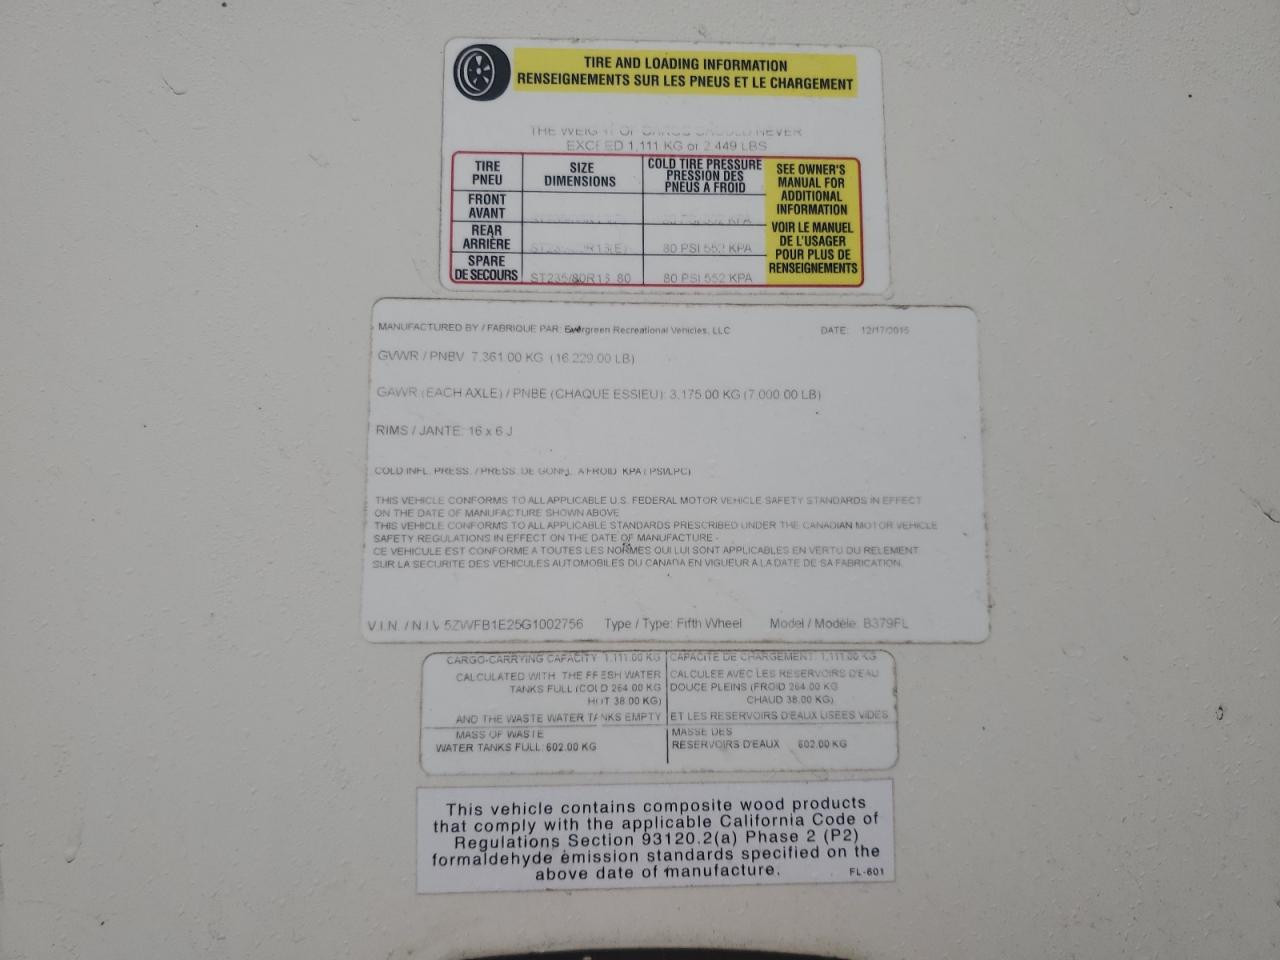 TIRE AND LOADING INFORMATION
RENSEIGNEMENTS SUR LES PNEUS ET LE CHARGEMENT
THE WEIGHT OF CARGO SHOULD NEVER
EXCEED 1,111 KG or 2,449 LBS
TIRE PNEU SIZE DIMENSIONS COLD TIRE PRESSURE PRESSION DES PNEUS A FROID
SEE OWNER'S
MANUAL FOR
ADDITIONAL
INFORMATION
VOIR LE MANUEL
DE L'USAGER
POUR PLUS DE
RENSEIGNEMENTS
FRONT AVANT
REAR ARRIÈRE 80 PSI 552 KPA
SPARE DE SECOURS ST235/80R16 80 80 PSI 552 KPA
MANUFACTURED BY / FABRIQUE PAR: Evergreen Recreational Vehicles, LLC DATE: 12/17/2015
GVWR / PNBV 7.361.00 KG (16.229.00 LB)
GAWR (EACH AXLE) / PNBE (CHAQUE ESSIEU): 3,175.00 KG (7,000.00 LB)
RIMS / JANTE: 16 x 6 J
COLD INFL. PRESS. / PRESS. DE GONFL. A FROID KPA ( PSI/LPC)
THIS VEHICLE CONFORMS TO ALL APPLICABLE U.S. FEDERAL MOTOR VEHICLE SAFETY STANDARDS IN EFFECT
ON THE DATE OF MANUFACTURE SHOWN ABOVE
THIS VEHICLE CONFORMS TO ALL APPLICABLE STANDARDS PRESCRIBED UNDER THE CANADIAN MOTOR VEHICLE
SAFETY REGULATIONS IN EFFECT ON THE DATE OF MANUFACTURE -
CE VEHICULE EST CONFORME A TOUTES LES NORMES QUI LUI SONT APPLICABLES EN VERTU DU RELEMENT
SUR LA SECURITE DES VEHICULES AUTOMOBILES DU CANADA EN VIGUEUR A LA DATE DE SA FABRICATION.
V.I.N. / N.I.V 5ZWFB1E25G1002756 Type / Type: Fifth Wheel Model / Modèle: B379FL
CARGO-CARRYING CAPACITY 1,111.00 KG
CALCULATED WITH THE FRESH WATER
TANKS FULL (COLD 264.00 KG
HOT 38.00 KG)
AND THE WASTE WATER TANKS EMPTY
MASS OF WASTE
WATER TANKS FULL: 602.00 KG
CAPACITE DE CHARGEMENT: 1,111.00 KG
CALCULEE AVEC LES RESERVOIRS D'EAU
DOUCE PLEINS (FROID 264.00 KG
CHAUD 38.00 KG)
ET LES RESERVOIRS D'EAUX USEES VIDES
MASSE DES
RESERVOIRS D'EAUX 602.00 KG
This vehicle contains composite wood products
that comply with the applicable California Code of
Regulations Section 93120.2(a) Phase 2 (P2)
formaldehyde emission standards specified on the
above date of manufacture.
FL-601